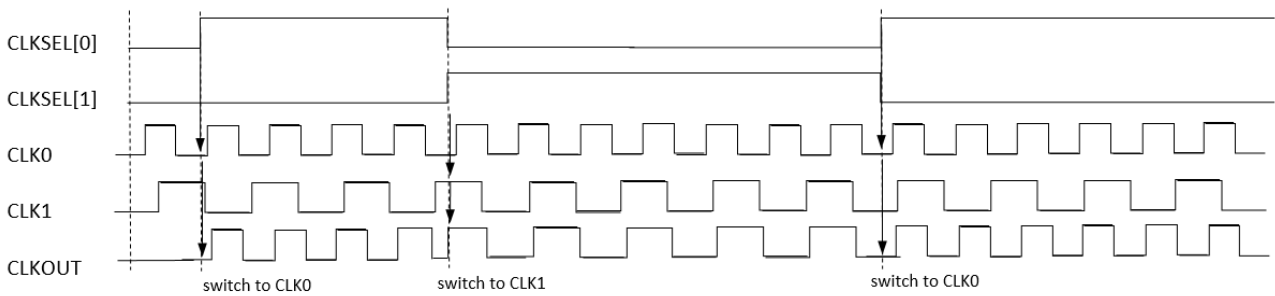 CLKSEL[0]
CLKSEL[1]
CLK0
CLK1
CLKOUT
switch to CLK0
switch to CLK1
switch to CLK0